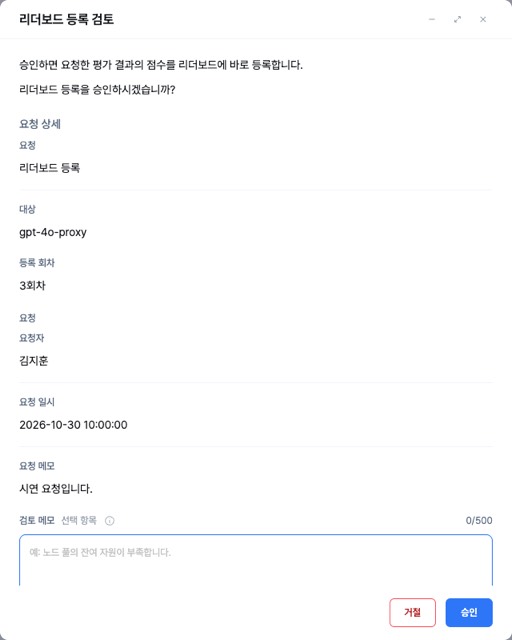 리더보드 등록 검토
승인하면 요청한 평가 결과의 점수를 리더보드에 바로 등록합니다.
리더보드 등록을 승인하시겠습니까?
요청 상세
요청
리더보드 등록
대상
gpt-4o-proxy
등록 회차
3회차
요청
요청자
김지훈
요청 일시
2026-10-30 10:00:00
요청 메모
시연 요청입니다.
검토 메모 선택 항목 0/500
예: 노드 풀의 잔여 자원이 부족합니다.
거절 승인